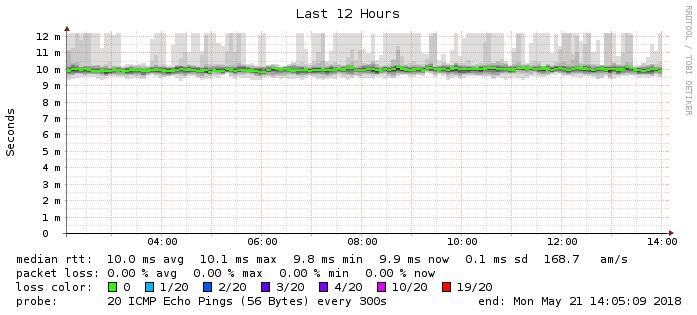 Last 12 Hours
RRDTOOL / TOBI OETIKER
Seconds
12 m
11 m
10 m
9 m
8 m
7 m
6 m
5 m
4 m
3 m
2 m
1 m
0
04:00 06:00 08:00 10:00 12:00 14:00
median rtt: 10.0 ms avg 10.1 ms max 9.8 ms min 9.9 ms now 0.1 ms sd 168.7 am/s
packet loss: 0.00 % avg 0.00 % max 0.00 % min 0.00 % now
loss color: 0 1/20 2/20 3/20 4/20 10/20 19/20
probe: 20 ICMP Echo Pings (56 Bytes) every 300s end: Mon May 21 14:05:09 2018